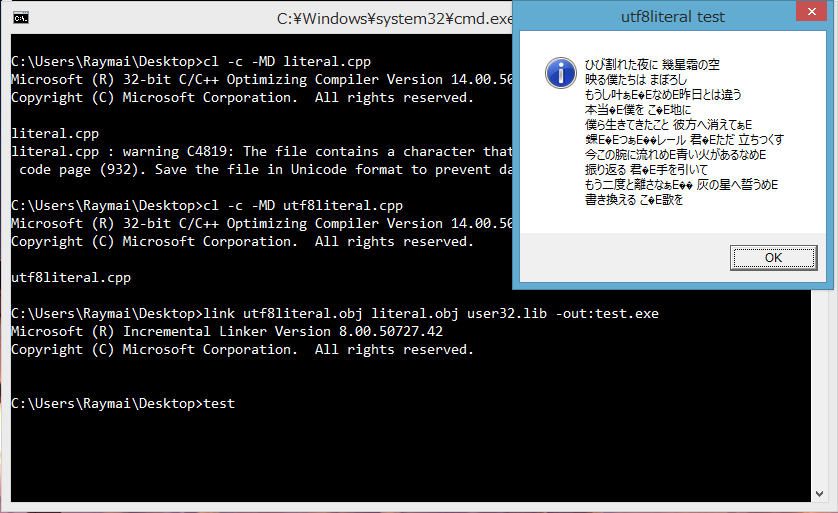 C:¥Windows¥system32¥cmd.exe
C:\Users\Raymai\Desktop>cl -c -MD literal.cpp
Microsoft (R) 32-bit C/C++ Optimizing Compiler Version 14.00.50
Copyright (C) Microsoft Corporation.  All rights reserved.
literal.cpp
literal.cpp : warning C4819: The file contains a character that
 code page (932). Save the file in Unicode format to prevent da
C:\Users\Raymai\Desktop>cl -c -MD utf8literal.cpp
Microsoft (R) 32-bit C/C++ Optimizing Compiler Version 14.00.50
Copyright (C) Microsoft Corporation.  All rights reserved.
utf8literal.cpp
C:\Users\Raymai\Desktop>link utf8literal.obj literal.obj user32.lib -out:test.exe
Microsoft (R) Incremental Linker Version 8.00.50727.42
Copyright (C) Microsoft Corporation.  All rights reserved.
C:\Users\Raymai\Desktop>test
utf8literal test
ひび割れた夜に 幾星霜の空
映る僕たちは まぼろし
もうし叶ぁE�EなめE昨日とは違う
本当�E僕を こ�E地に
僕ら生きてきたこと 彼方へ消えてぁE
螺E�EつぁE��レール 君�Eただ 立ちつくす
今この腕に流れめE青い火があるなめE
振り返る 君�E手を引いて
もう二度と離さなぁE�� 灰の星へ誓うめE
書き換える こ�E歌を
OK